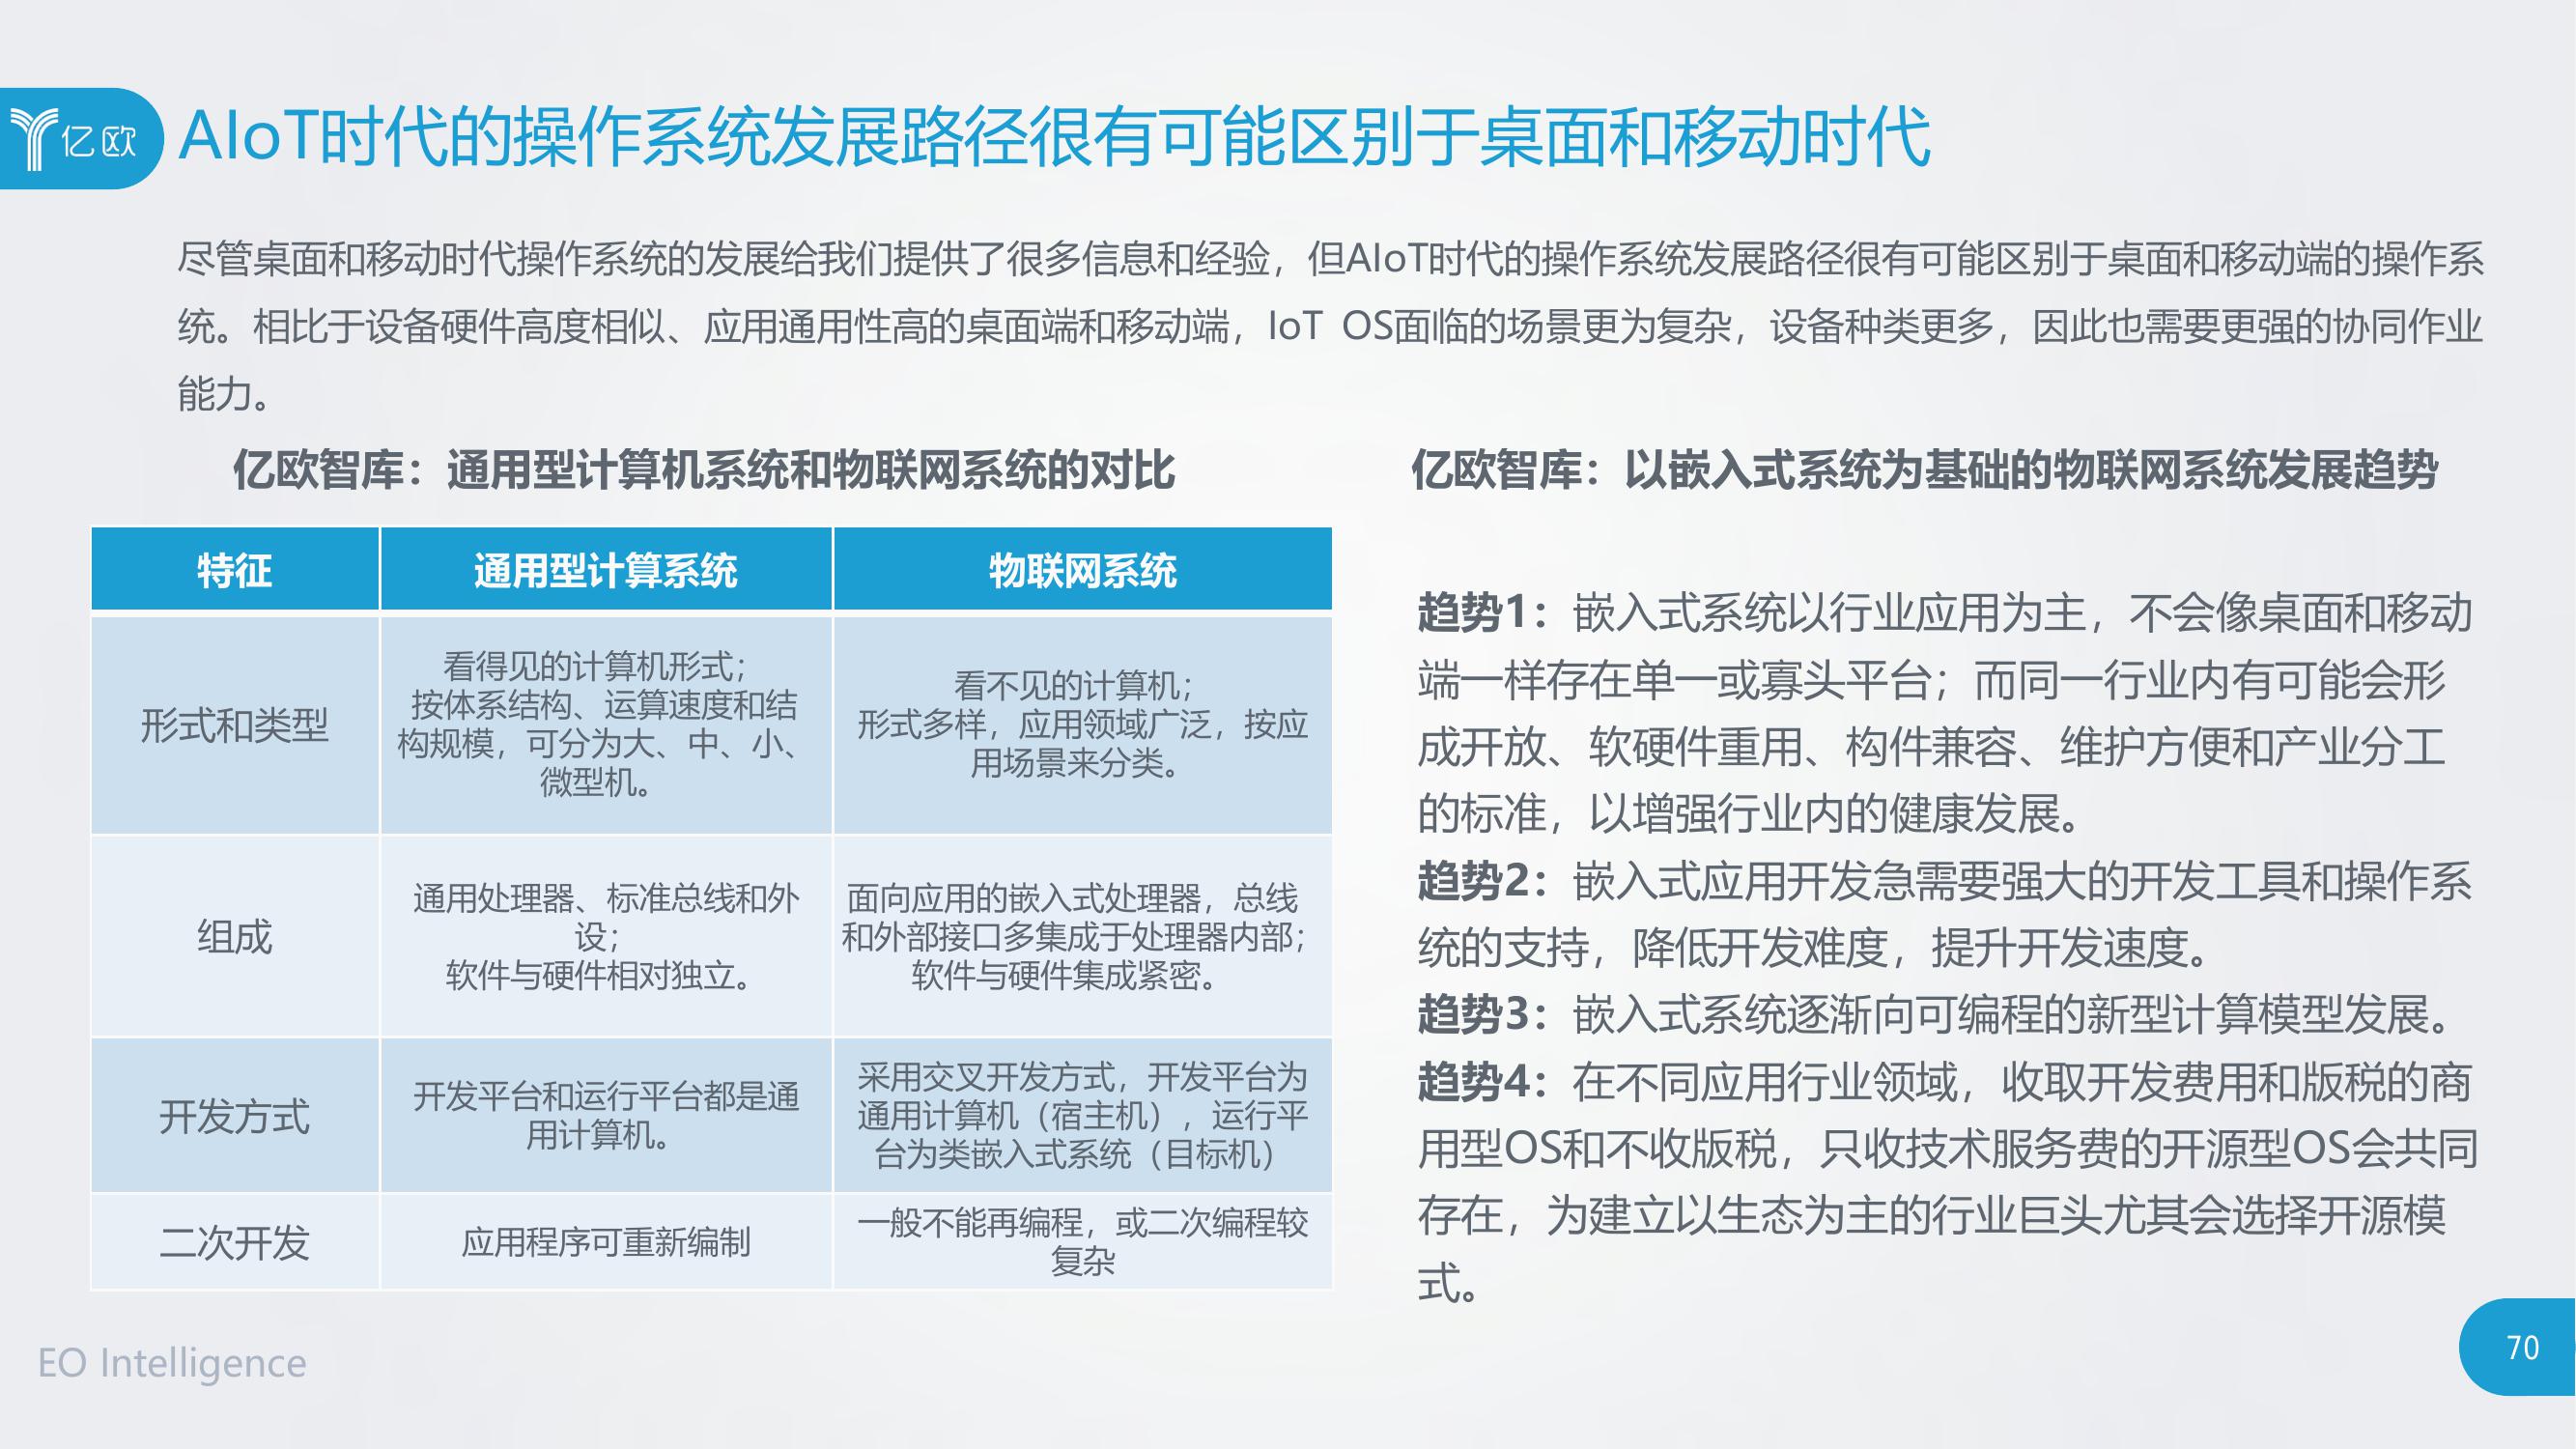 亿欧
AIoT时代的操作系统发展路径很有可能区别于桌面和移动时代
尽管桌面和移动时代操作系统的发展给我们提供了很多信息和经验，但AIoT时代的操作系统发展路径很有可能区别于桌面和移动端的操作系
统。相比于设备硬件高度相似、应用通用性高的桌面端和移动端，IoT OS面临的场景更为复杂，设备种类更多，因此也需要更强的协同作业
能力。
亿欧智库：通用型计算机系统和物联网系统的对比
特征
通用型计算系统
物联网系统
形式和类型
看得见的计算机形式；
按体系结构、运算速度和结
构规模，可分为大、中、小、
微型机。
看不见的计算机；
形式多样，应用领域广泛，按应
用场景来分类。
组成
通用处理器、标准总线和外
设；
软件与硬件相对独立。
面向应用的嵌入式处理器，总线
和外部接口多集成于处理器内部；
软件与硬件集成紧密。
开发方式
开发平台和运行平台都是通
用计算机。
采用交叉开发方式，开发平台为
通用计算机（宿主机），运行平
台为类嵌入式系统（目标机）
二次开发
应用程序可重新编制
一般不能再编程，或二次编程较
复杂
亿欧智库：以嵌入式系统为基础的物联网系统发展趋势
趋势1：嵌入式系统以行业应用为主，不会像桌面和移动
端一样存在单一或寡头平台；而同一行业内有可能会形
成开放、软硬件重用、构件兼容、维护方便和产业分工
的标准，以增强行业内的健康发展。
趋势2：嵌入式应用开发急需要强大的开发工具和操作系
统的支持，降低开发难度，提升开发速度。
趋势3：嵌入式系统逐渐向可编程的新型计算模型发展。
趋势4：在不同应用行业领域，收取开发费用和版税的商
用型OS和不收版税，只收技术服务费的开源型OS会共同
存在，为建立以生态为主的行业巨头尤其会选择开源模
式。
EO Intelligence
70